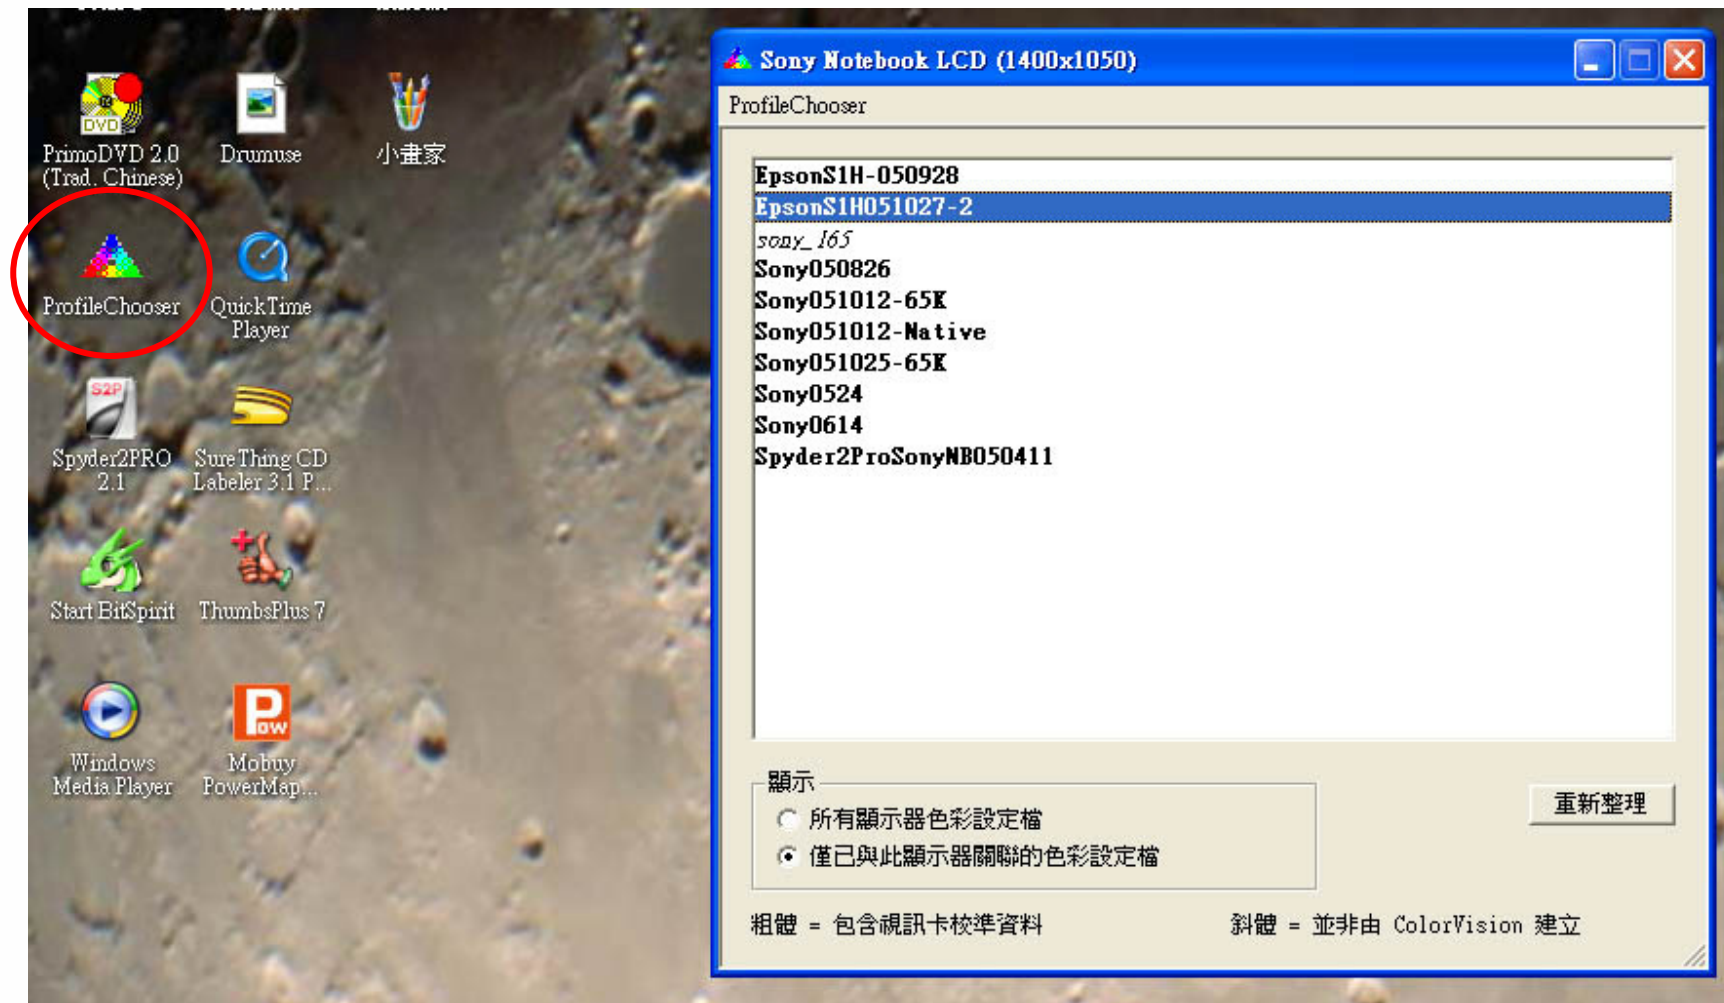 PrimoDVD 2.0
(Trad. Chinese)
Drumuse
小畫家
ProfileChooser
QuickTime
Player
S2P
Spyder2PRO
2.1
SureThing CD
Labeler 3.1 P...
Start BitSpirit
ThumbsPlus 7
Windows
Media Player
Mobuy
PowerMap...
DVD
P
ow
Sony Notebook LCD (1400x1050)
ProfileChooser
EpsonS1H-050928
EpsonS1H051027-2
sony_165
Sony050826
Sony051012-65K
Sony051012-Native
Sony051025-65K
Sony0524
Sony0614
Spyder2ProSonyNB050411
顯示
所有顯示器色彩設定檔
僅已與此顯示器關聯的色彩設定檔
重新整理
粗體 = 包含視訊卡校準資料
斜體 = 並非由 ColorVision 建立